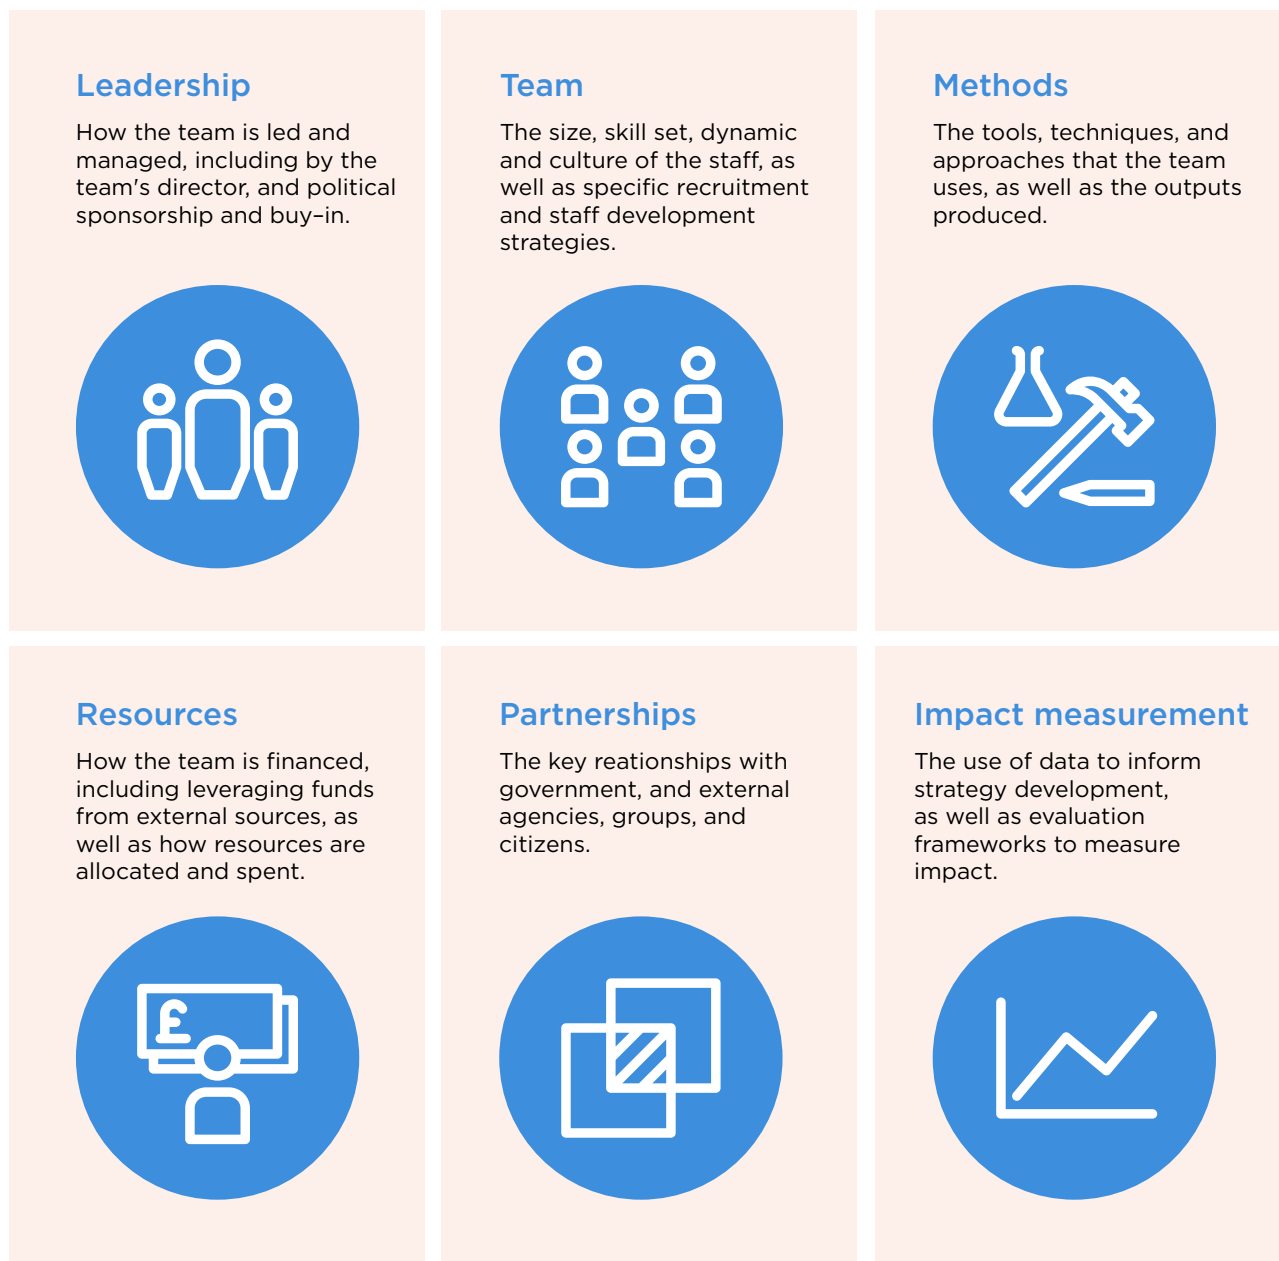 Leadership
How the team is led and
managed, including by the
team's director, and political
sponsorship and buy–in.
Team
The size, skill set, dynamic
and culture of the staff, as
well as specific recruitment
and staff development
strategies.
Methods
The tools, techniques, and
approaches that the team
uses, as well as the outputs
produced.
Resources
How the team is financed,
including leveraging funds
from external sources, as
well as how resources are
allocated and spent.
£
Partnerships
The key reationships with
government, and external
agencies, groups, and
citizens.
Impact measurement
The use of data to inform
strategy development,
as well as evaluation
frameworks to measure
impact.